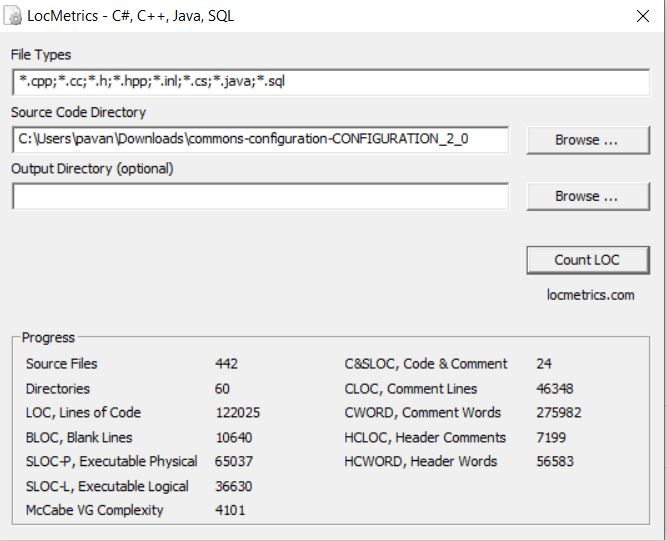 LocMetrics - C#, C++, Java, SQL
File Types
*.cpp;*.cc;*.h;*.hpp;*.inl;*.cs;*.java;*.sql
Source Code Directory
C:\Users\pavan\Downloads\commons-configuration-CONFIGURATION_2_0
Browse ...
Output Directory (optional)
Browse ...
Count LOC
locmetrics.com
Progress
Source Files 442 C&SLOC, Code & Comment 24
Directories 60 CLOC, Comment Lines 46348
LOC, Lines of Code 122025 CWORD, Comment Words 275982
BLOC, Blank Lines 10640 HCLOC, Header Comments 7199
SLOC-P, Executable Physical 65037 HCWORD, Header Words 56583
SLOC-L, Executable Logical 36630
McCabe VG Complexity 4101